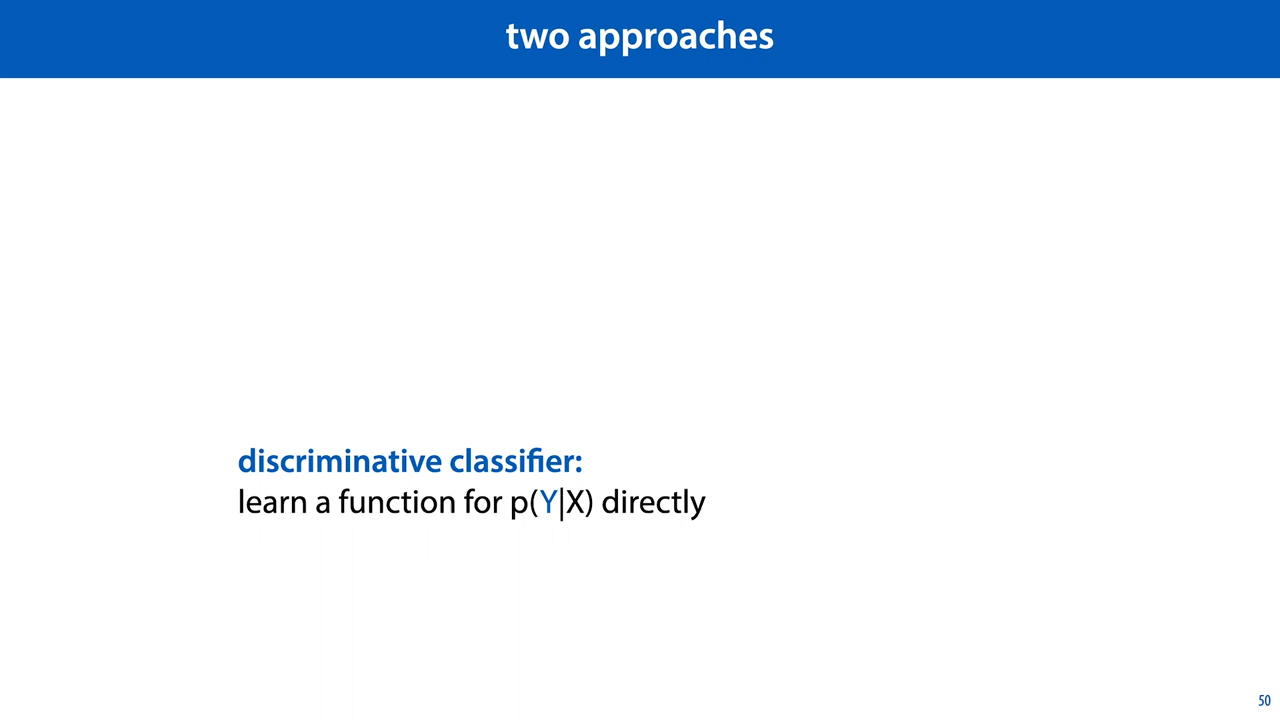 two approaches
discriminative classifier:
learn a function for p(Y|X) directly
50